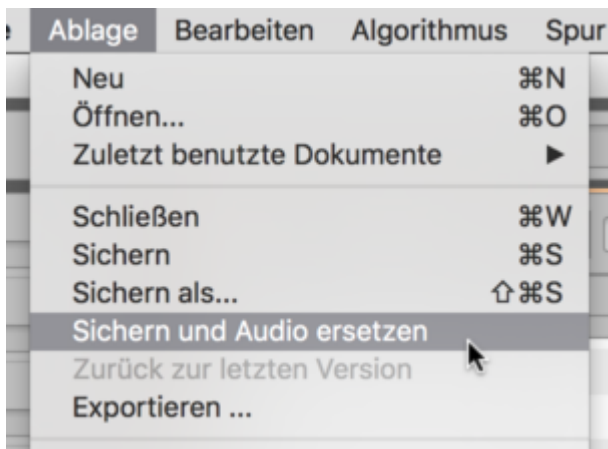 Ablage Bearbeiten Algorithmus Spur
Neu ⌘N
Öffnen... ⌘O
Zuletzt benutzte Dokumente ▶
Schließen ⌘W
Sichern ⌘S
Sichern als... ⇧⌘S
Sichern und Audio ersetzen
Zurück zur letzten Version
Exportieren ...